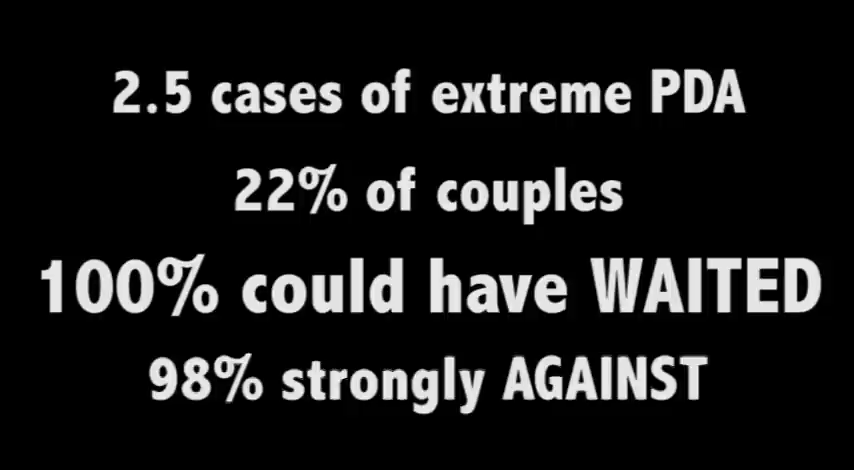 2.5 cases of extreme PDA
22% of couples
100% could have WAITED
98% strongly AGAINST